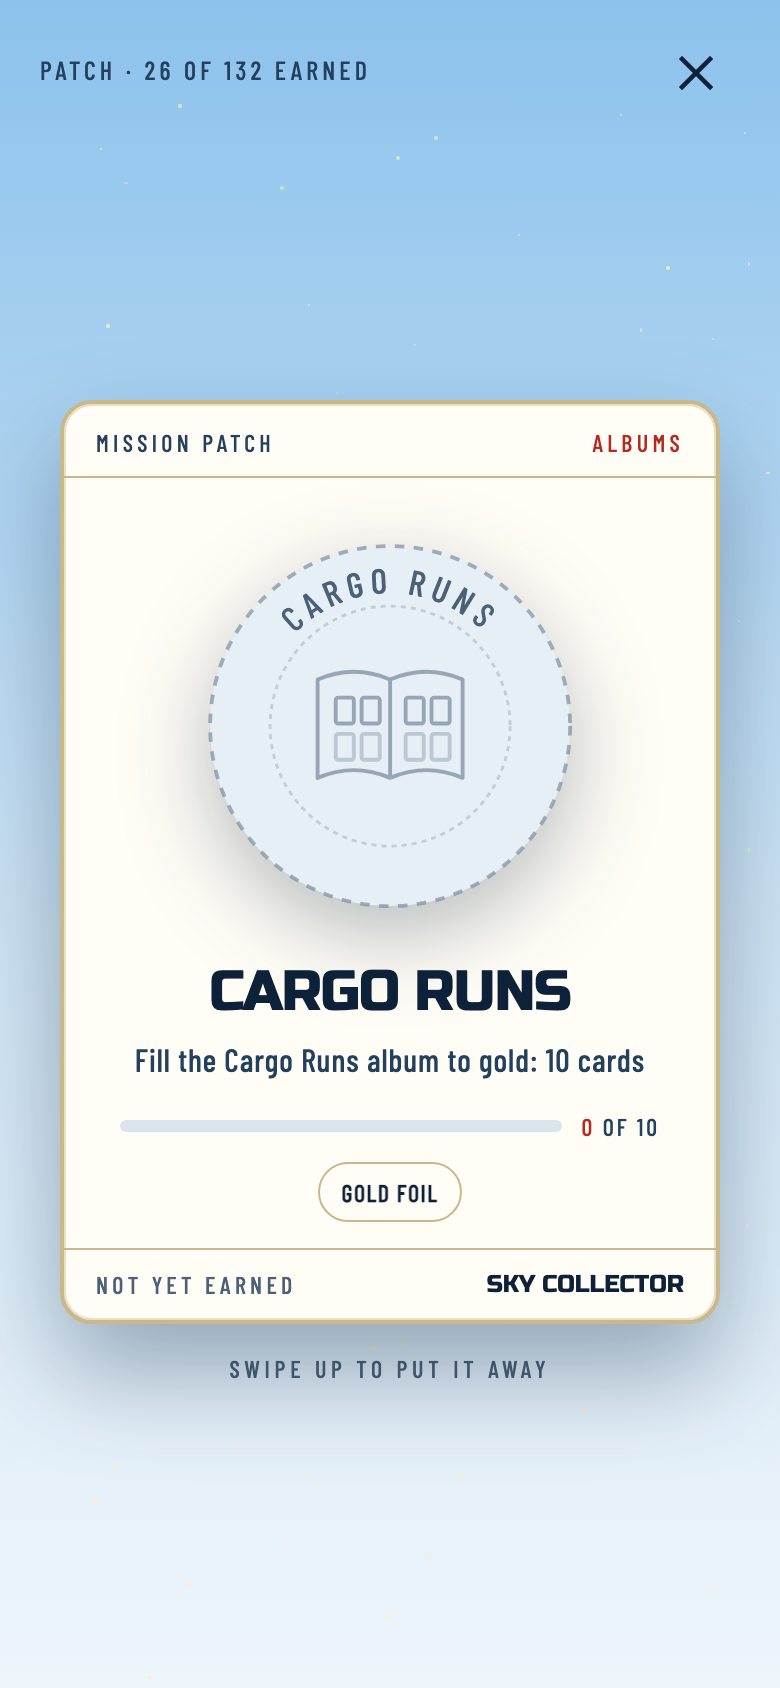 PATCH · 26 OF 132 EARNED
MISSION PATCH
ALBUMS
CARGO RUNS
CARGO RUNS
Fill the Cargo Runs album to gold: 10 cards
0 OF 10
GOLD FOIL
NOT YET EARNED
SKY COLLECTOR
SWIPE UP TO PUT IT AWAY